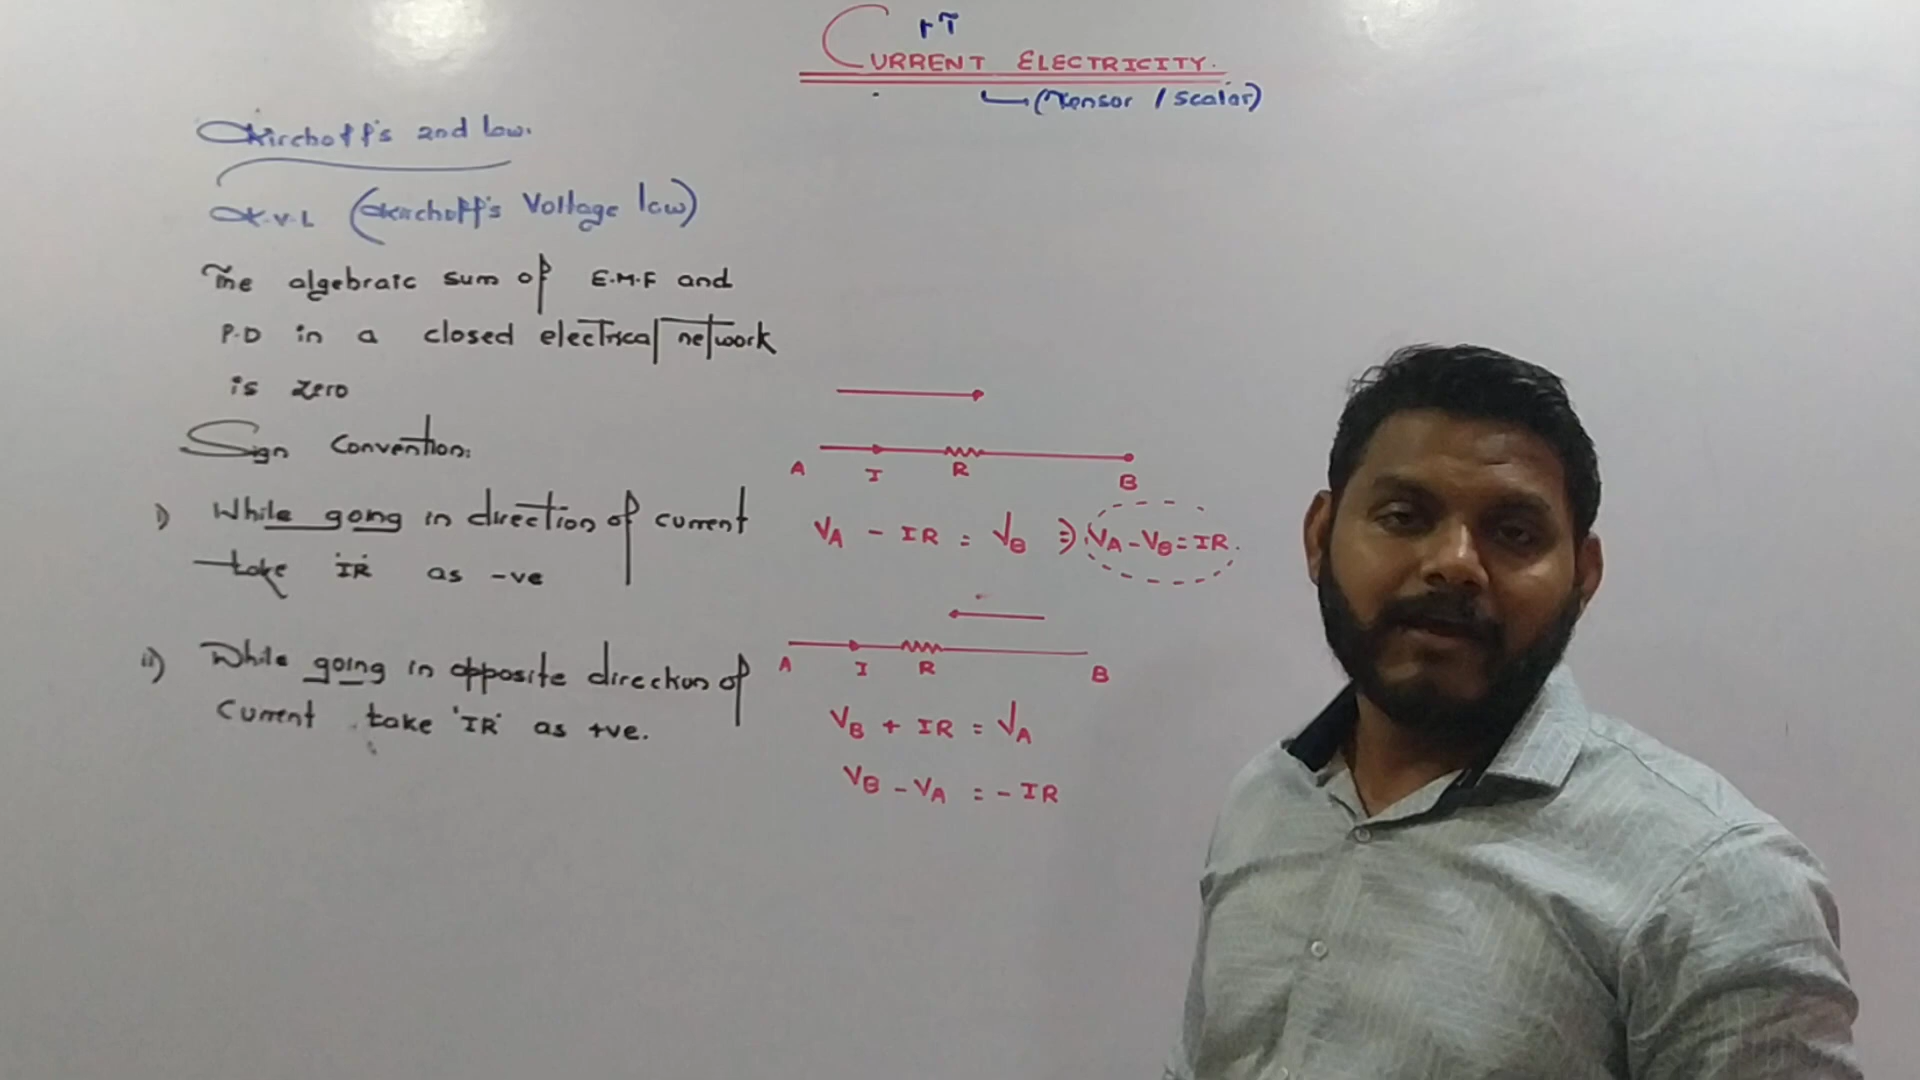 CURRENT ELECTRICITY.
(Tensor / scalar)
Kirchoff's 2nd law.
K.V.L (Kirchoff's Voltage law)
The algebraic sum of E.M.F and
P.D in a closed electrical network
is zero
Sign Convention:
i) While going in direction of current
take 'IR' as -ve
A I R B
VA - IR = VB ⇒ VA - VB = IR.
ii) While going in opposite direction of
current take 'IR' as +ve.
A I R B
VB + IR = VA
VB - VA = - IR